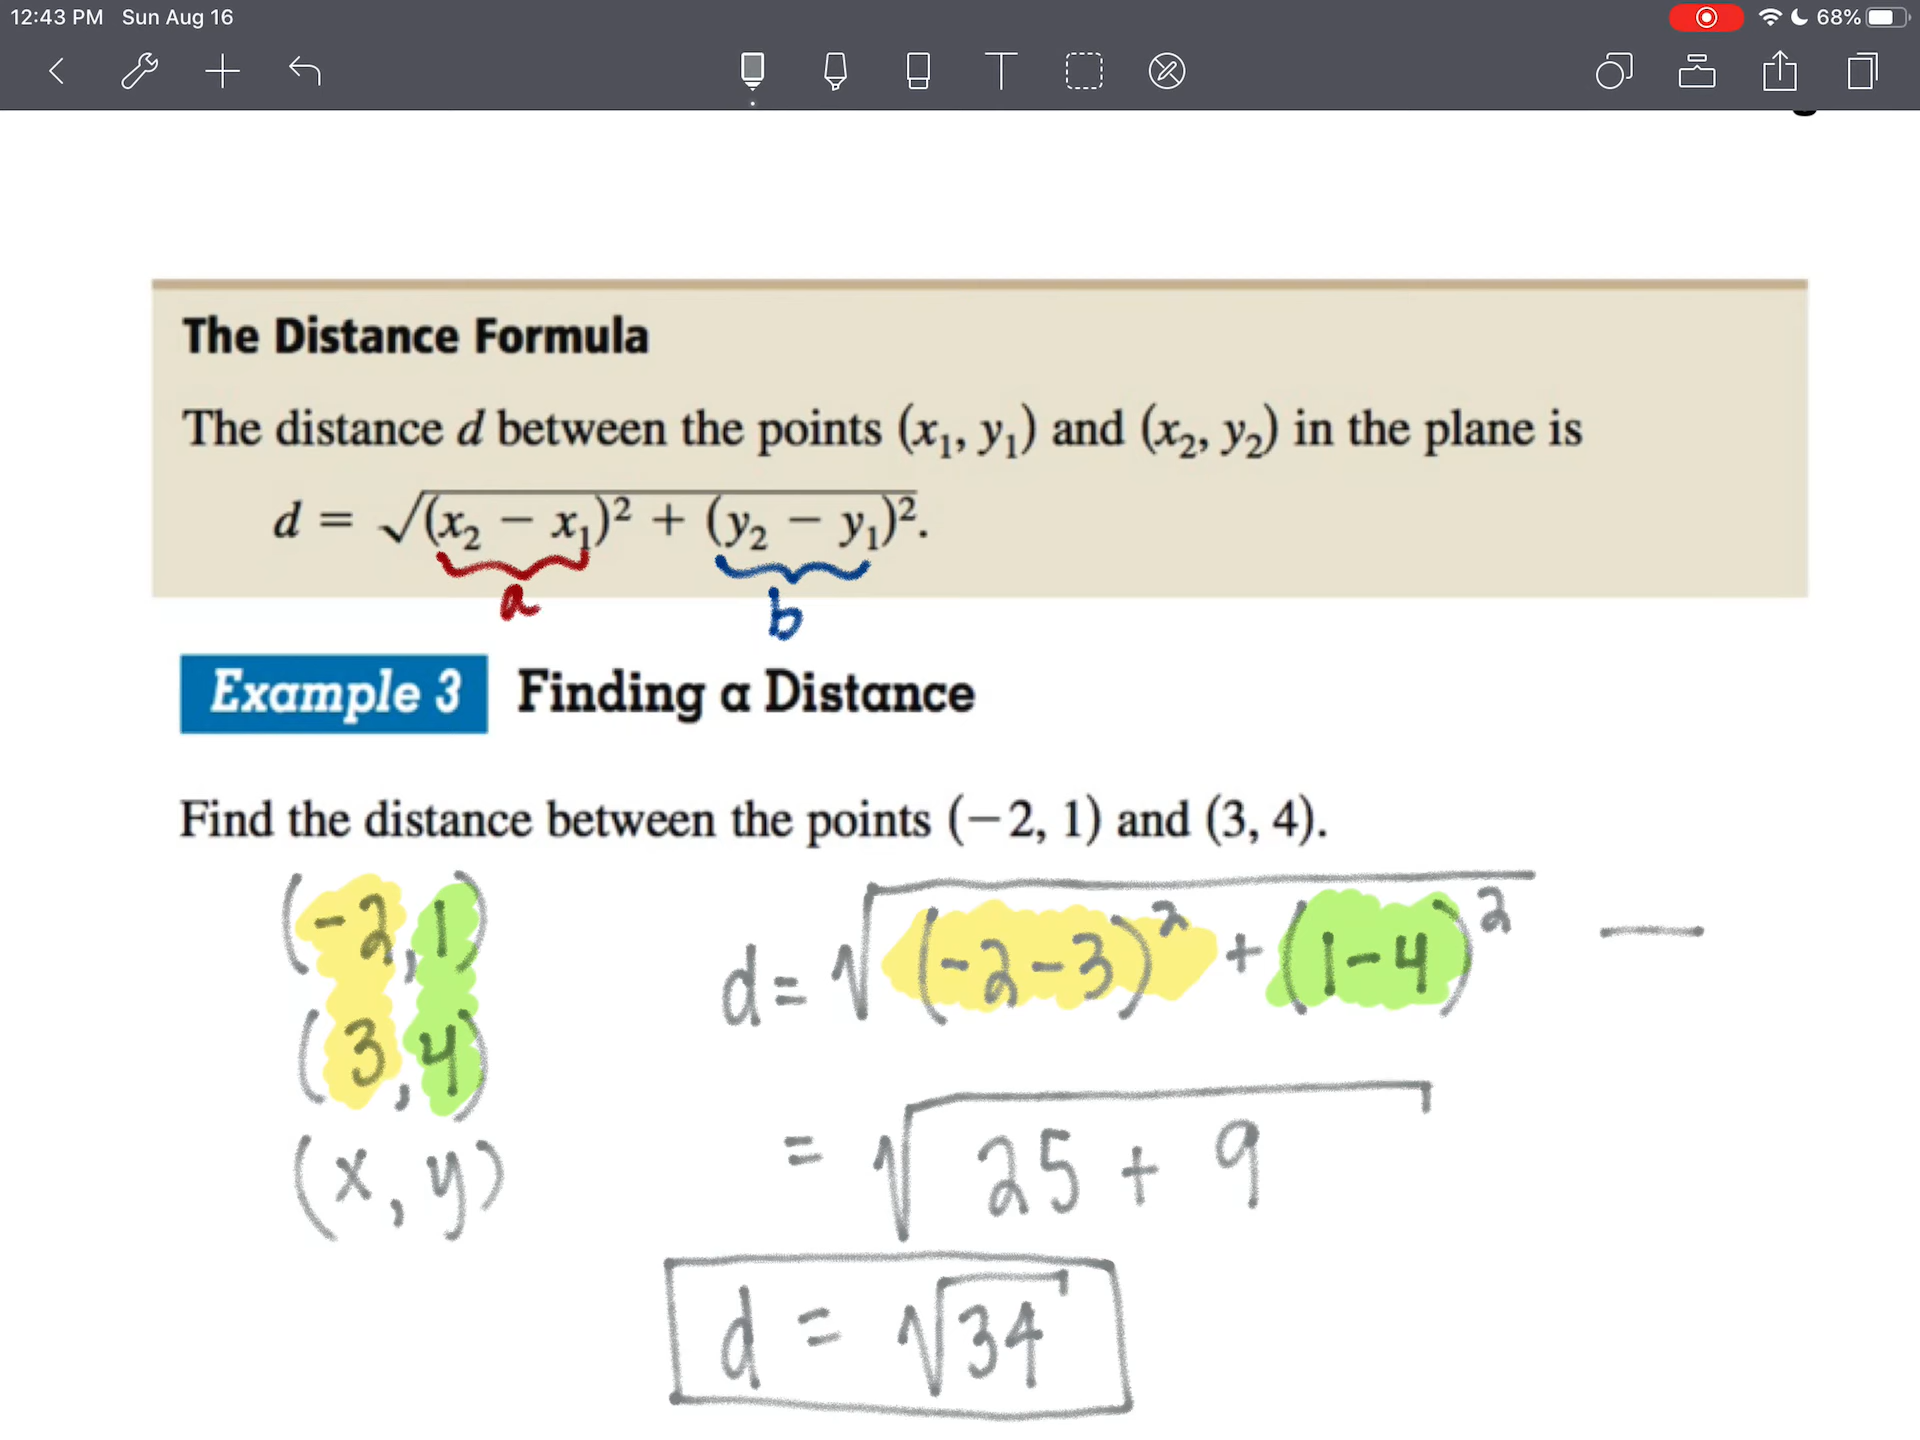 12:43 PM Sun Aug 16 68%
The Distance Formula
The distance d between the points (x₁, y₁) and (x₂, y₂) in the plane is
d = √(x₂ − x₁)² + (y₂ − y₁)².
a b
Example 3 Finding a Distance
Find the distance between the points (−2, 1) and (3, 4).
(-2, 1)
(3, 4)
(x, y)
d = √(-2-3)² + (1-4)² —
= √25 + 9
d = √34